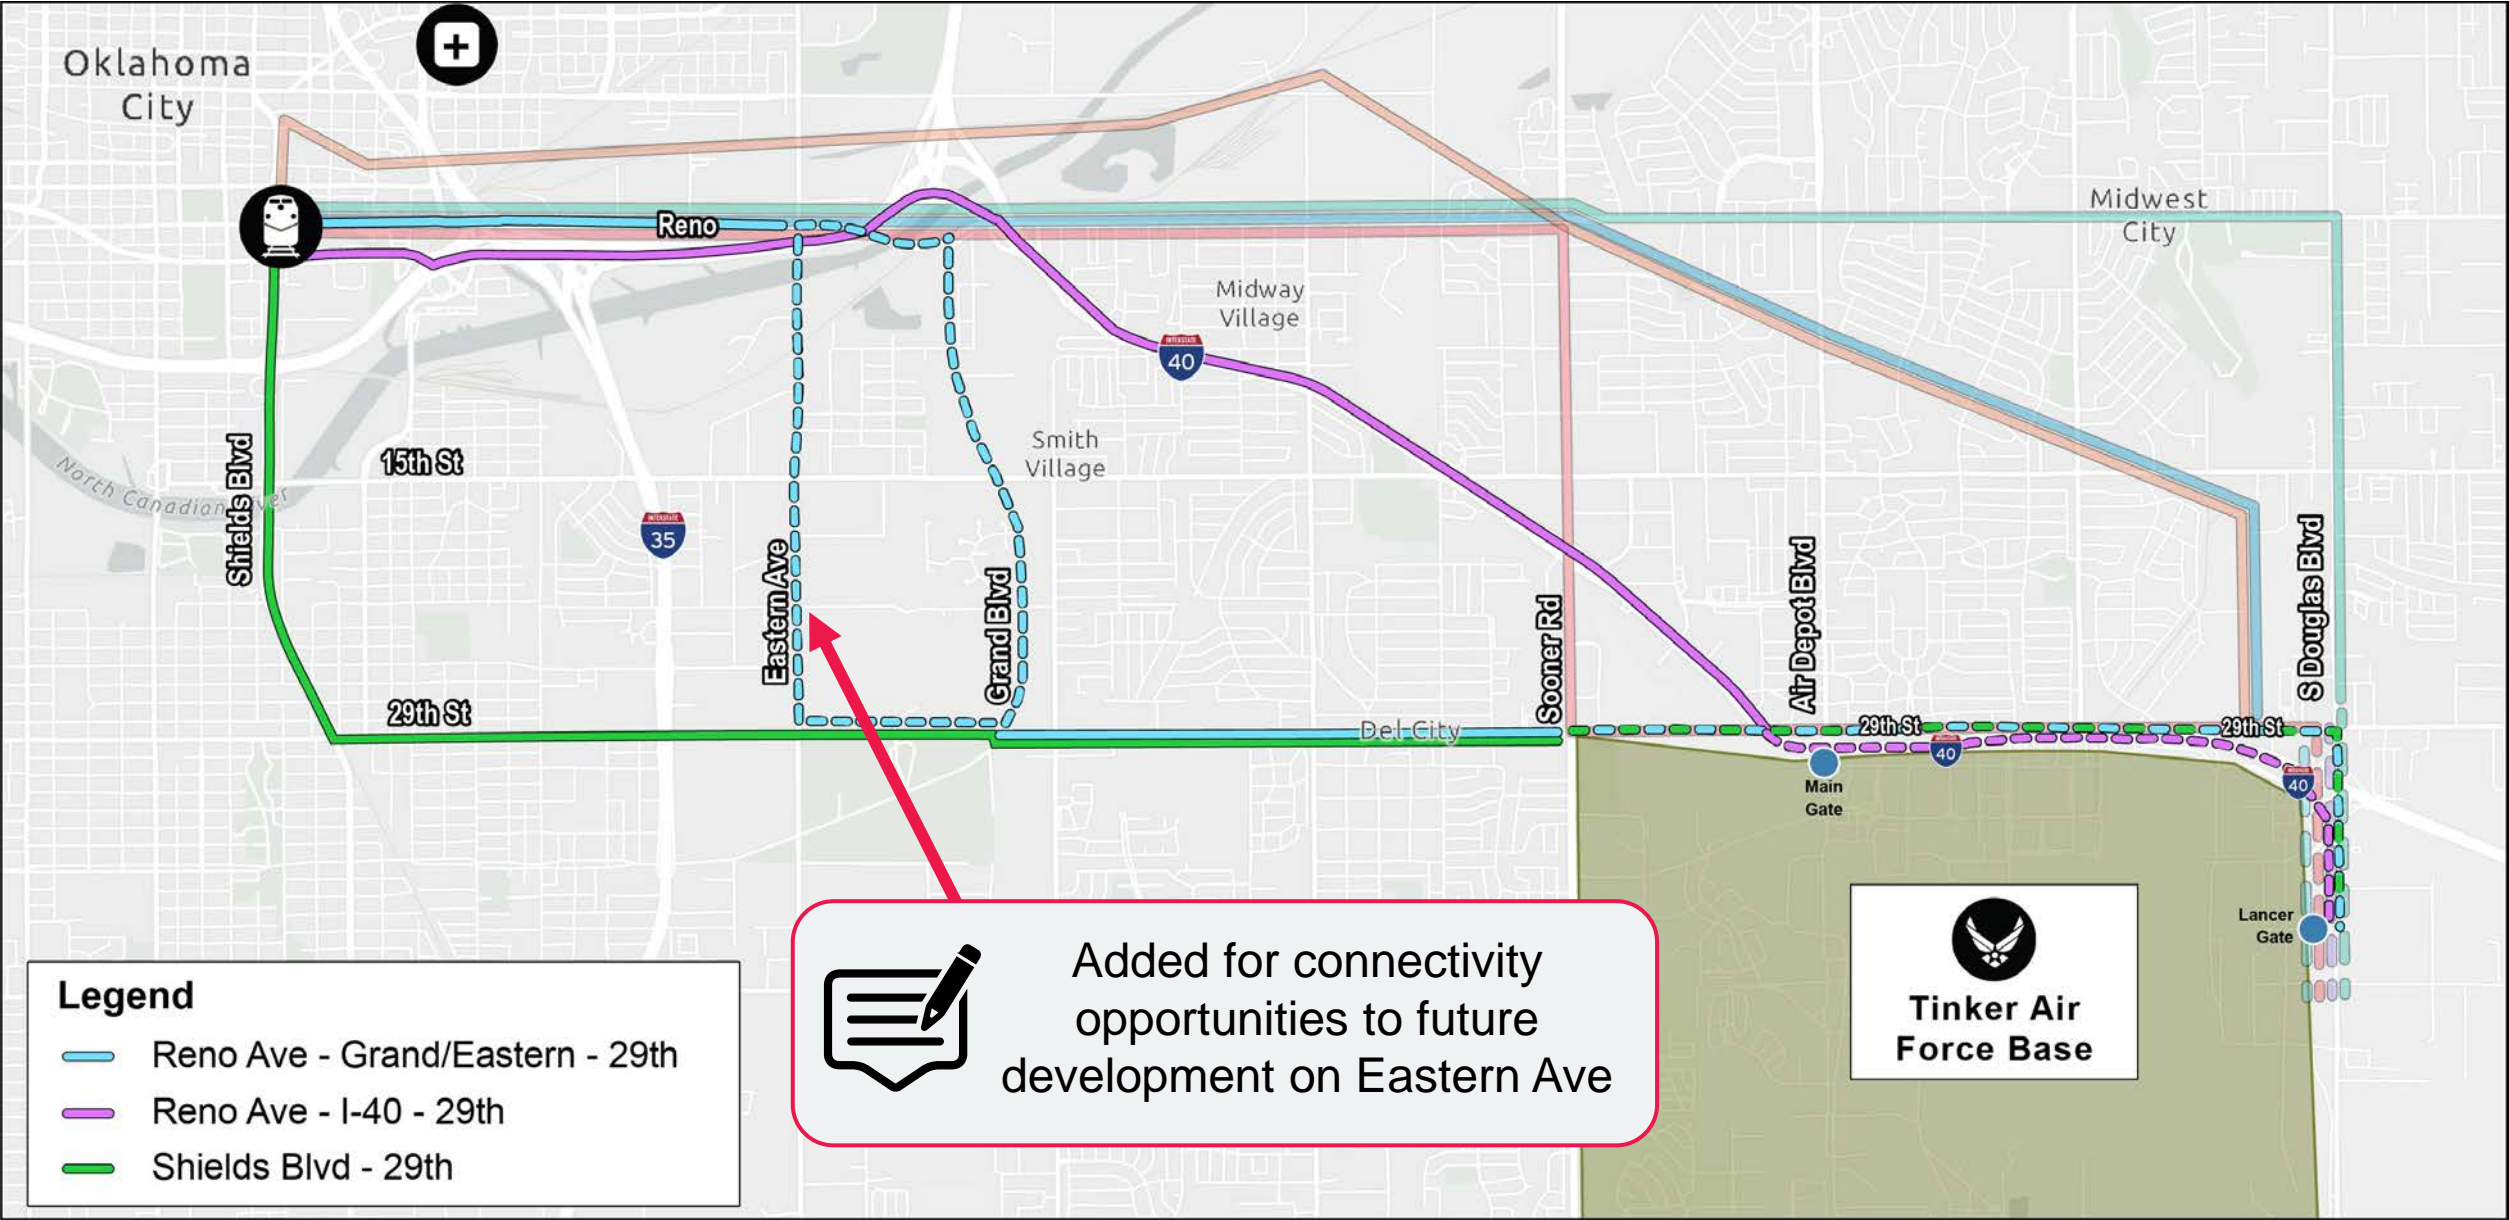 Oklahoma
City
Reno
Midwest
City
Midway
Village
INTERSTATE
40
Smith
Village
15th St
North Canadian River
Shields Blvd
INTERSTATE
35
Eastern Ave
Grand Blvd
Sooner Rd
Air Depot Blvd
S Douglas Blvd
29th St
Del City
29th St
29th St
40
40
Main
Gate
Lancer
Gate
Tinker Air
Force Base
Added for connectivity
opportunities to future
development on Eastern Ave
Legend
Reno Ave - Grand/Eastern - 29th
Reno Ave - I-40 - 29th
Shields Blvd - 29th